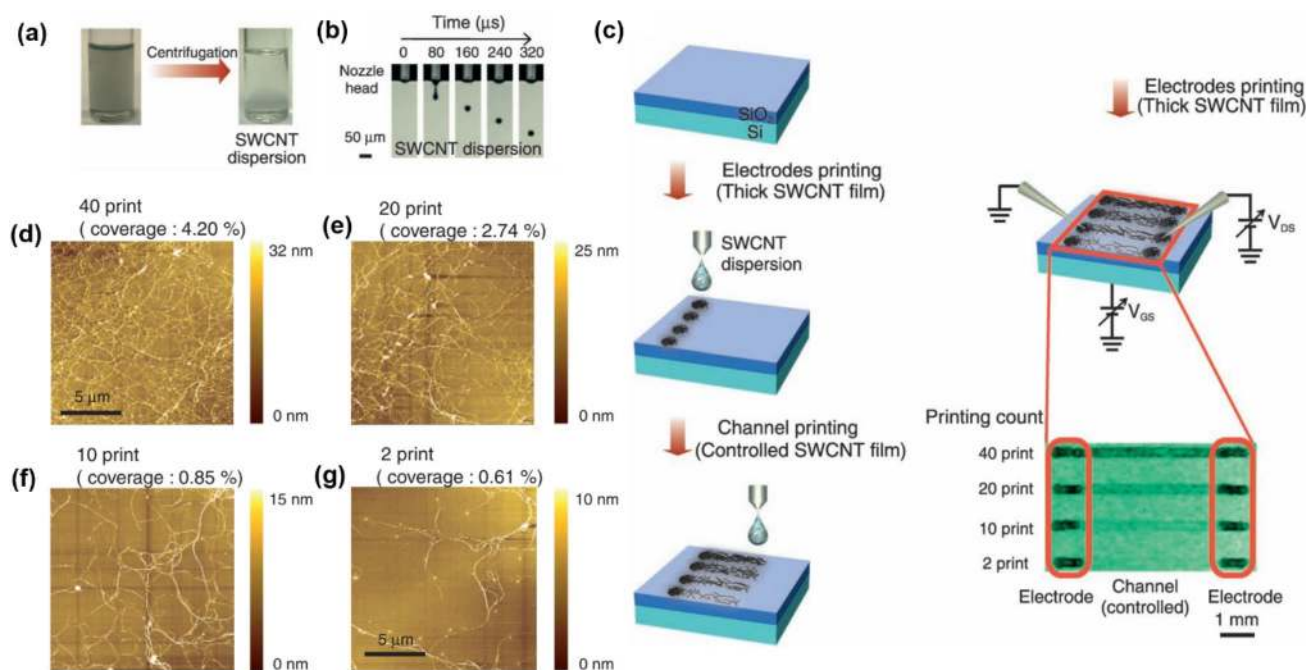 (a)
Centrifugation
SWCNT
dispersion
(b)
Time (μs)
0 80 160 240 320
Nozzle
head
50 μm
SWCNT dispersion
(c)
SiO₂
Si
Electrodes printing
(Thick SWCNT film)
SWCNT
dispersion
Channel printing
(Controlled SWCNT film)
Electrodes printing
(Thick SWCNT film)
VDS
VGS
Printing count
40 print
20 print
10 print
2 print
Electrode
Channel
(controlled)
Electrode
1 mm
(d)
40 print
( coverage : 4.20 %)
32 nm
0 nm
5 μm
(e)
20 print
( coverage : 2.74 %)
25 nm
0 nm
(f)
10 print
( coverage : 0.85 %)
15 nm
0 nm
(g)
2 print
( coverage : 0.61 %)
10 nm
0 nm
5 μm